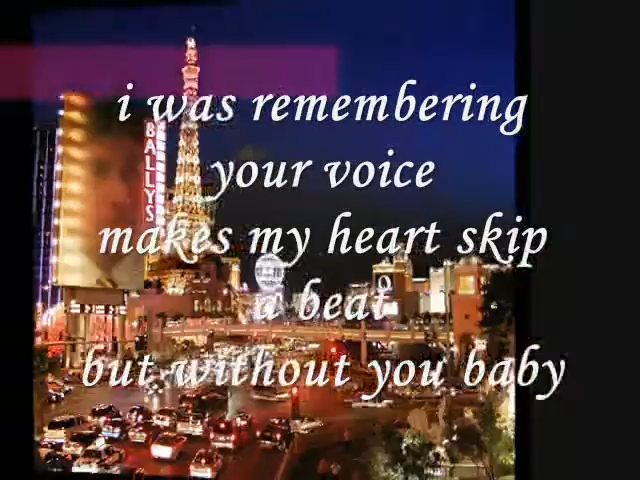 i was remembering
your voice
makes my heart skip
a beat
but without you baby
BALLYS